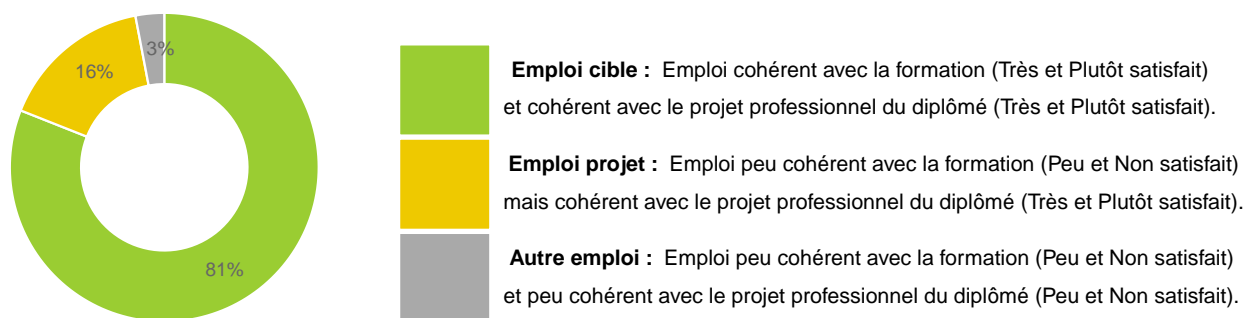 3%
16%
81%
Emploi cible : Emploi cohérent avec la formation (Très et Plutôt satisfait)
et cohérent avec le projet professionnel du diplômé (Très et Plutôt satisfait).
Emploi projet : Emploi peu cohérent avec la formation (Peu et Non satisfait)
mais cohérent avec le projet professionnel du diplômé (Très et Plutôt satisfait).
Autre emploi : Emploi peu cohérent avec la formation (Peu et Non satisfait)
et peu cohérent avec le projet professionnel du diplômé (Peu et Non satisfait).